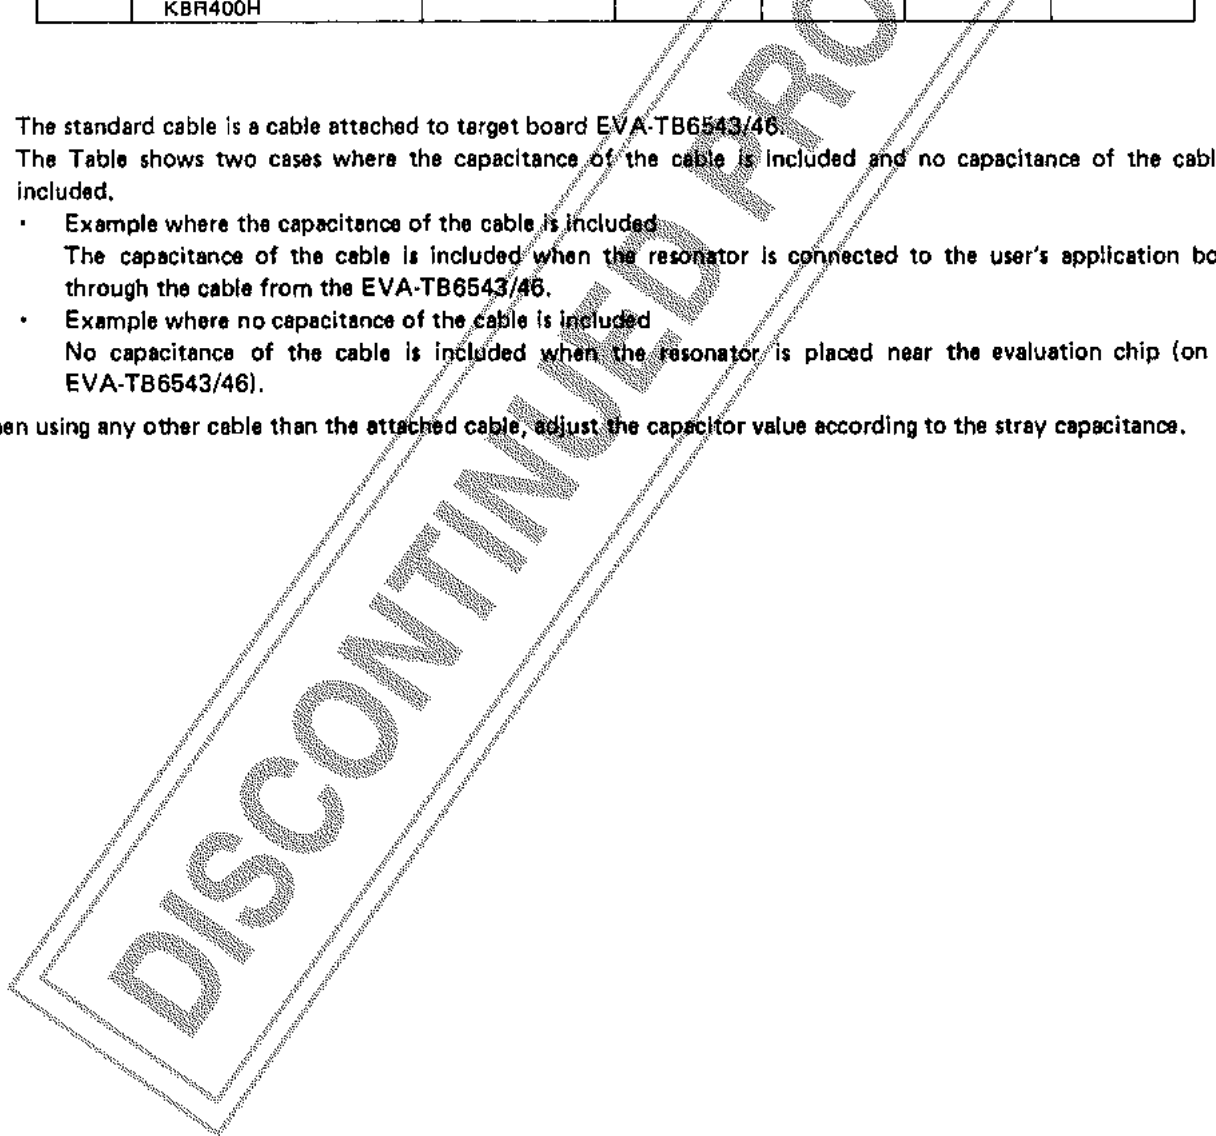 KBR400H
The standard cable is a cable attached to target board EVA-TB6543/46.
The Table shows two cases where the capacitance of the cable is included and no capacitance of the cabl
included.
· Example where the capacitance of the cable is included
The capacitance of the cable is included when the resonator is connected to the user's application bo
through the cable from the EVA-TB6543/46.
· Example where no capacitance of the cable is included
No capacitance of the cable is included when the resonator is placed near the evaluation chip (on
EVA-TB6543/46).
en using any other cable than the attached cable, adjust the capacitor value according to the stray capacitance.
DISCONTINUED PRO